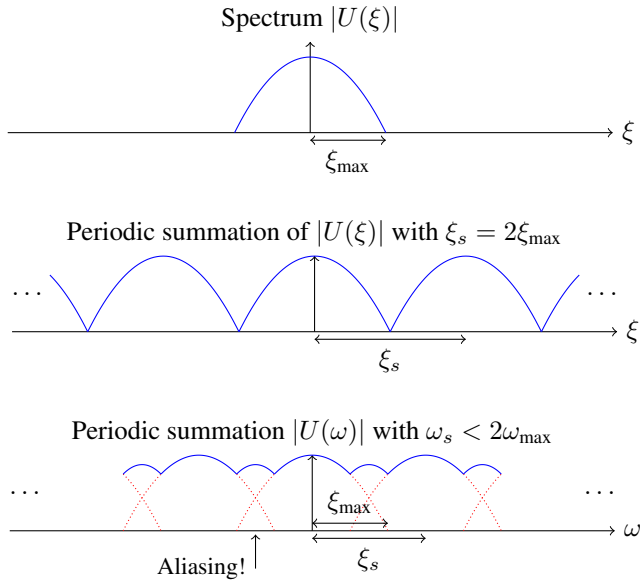 Spectrum |U(ξ)|
ξ
ξmax
Periodic summation of |U(ξ)| with ξs = 2ξmax
... ...
ξ
ξs
Periodic summation |U(ω)| with ωs < 2ωmax
... ...
ξmax
ω
ξs
Aliasing!